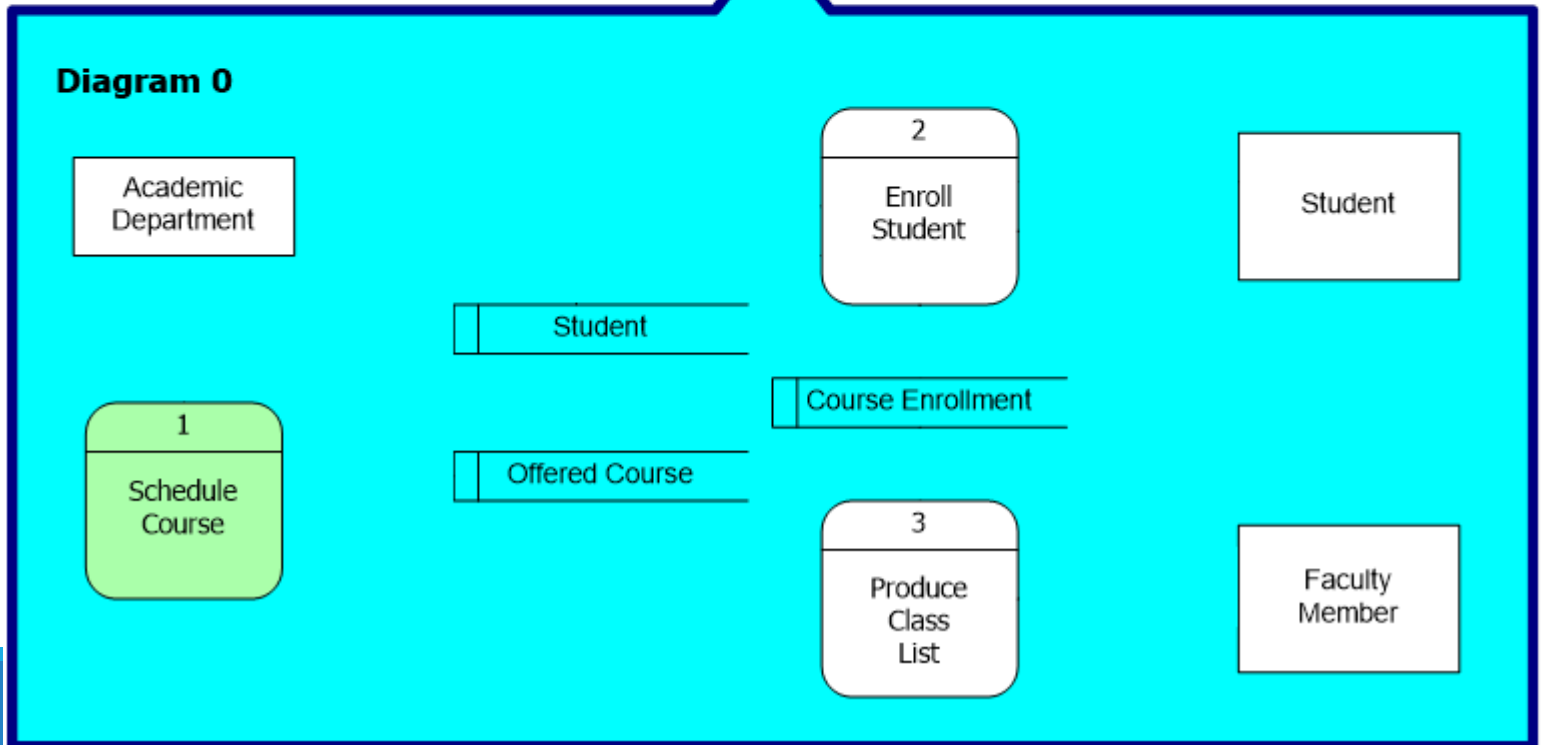 Diagram 0
Academic
Department
2
Enroll
Student
Student
Student
Course Enrollment
1
Schedule
Course
Offered Course
3
Produce
Class
List
Faculty
Member